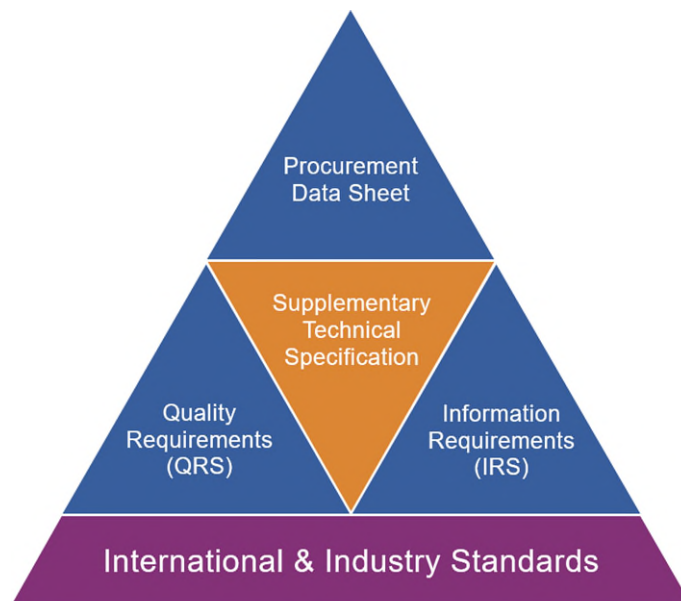 Procurement
Data Sheet
Supplementary
Technical
Specification
Quality
Requirements
(QRS)
Information
Requirements
(IRS)
International & Industry Standards